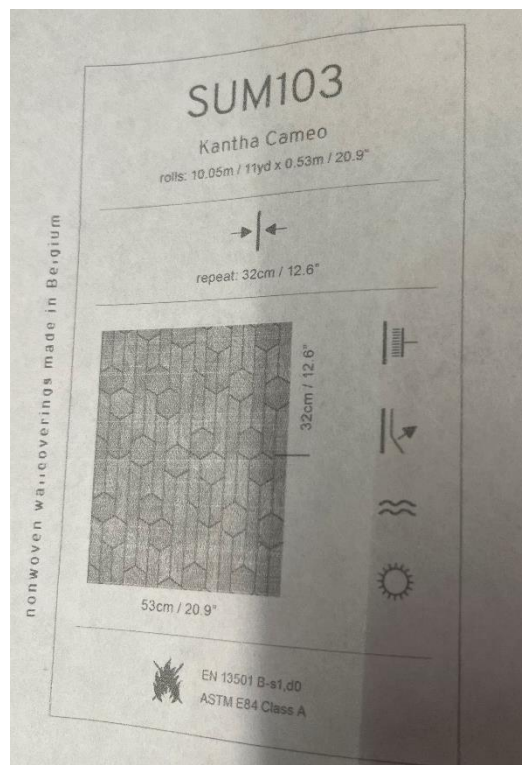 SUM103
Kantha Cameo
rolls: 10.05m / 11yd x 0.53m / 20.9"
repeat: 32cm / 12.6"
32cm / 12.6"
53cm / 20.9"
EN 13501 B-s1,d0
ASTM E84 Class A
nonwoven wallcoverings made in Belgium